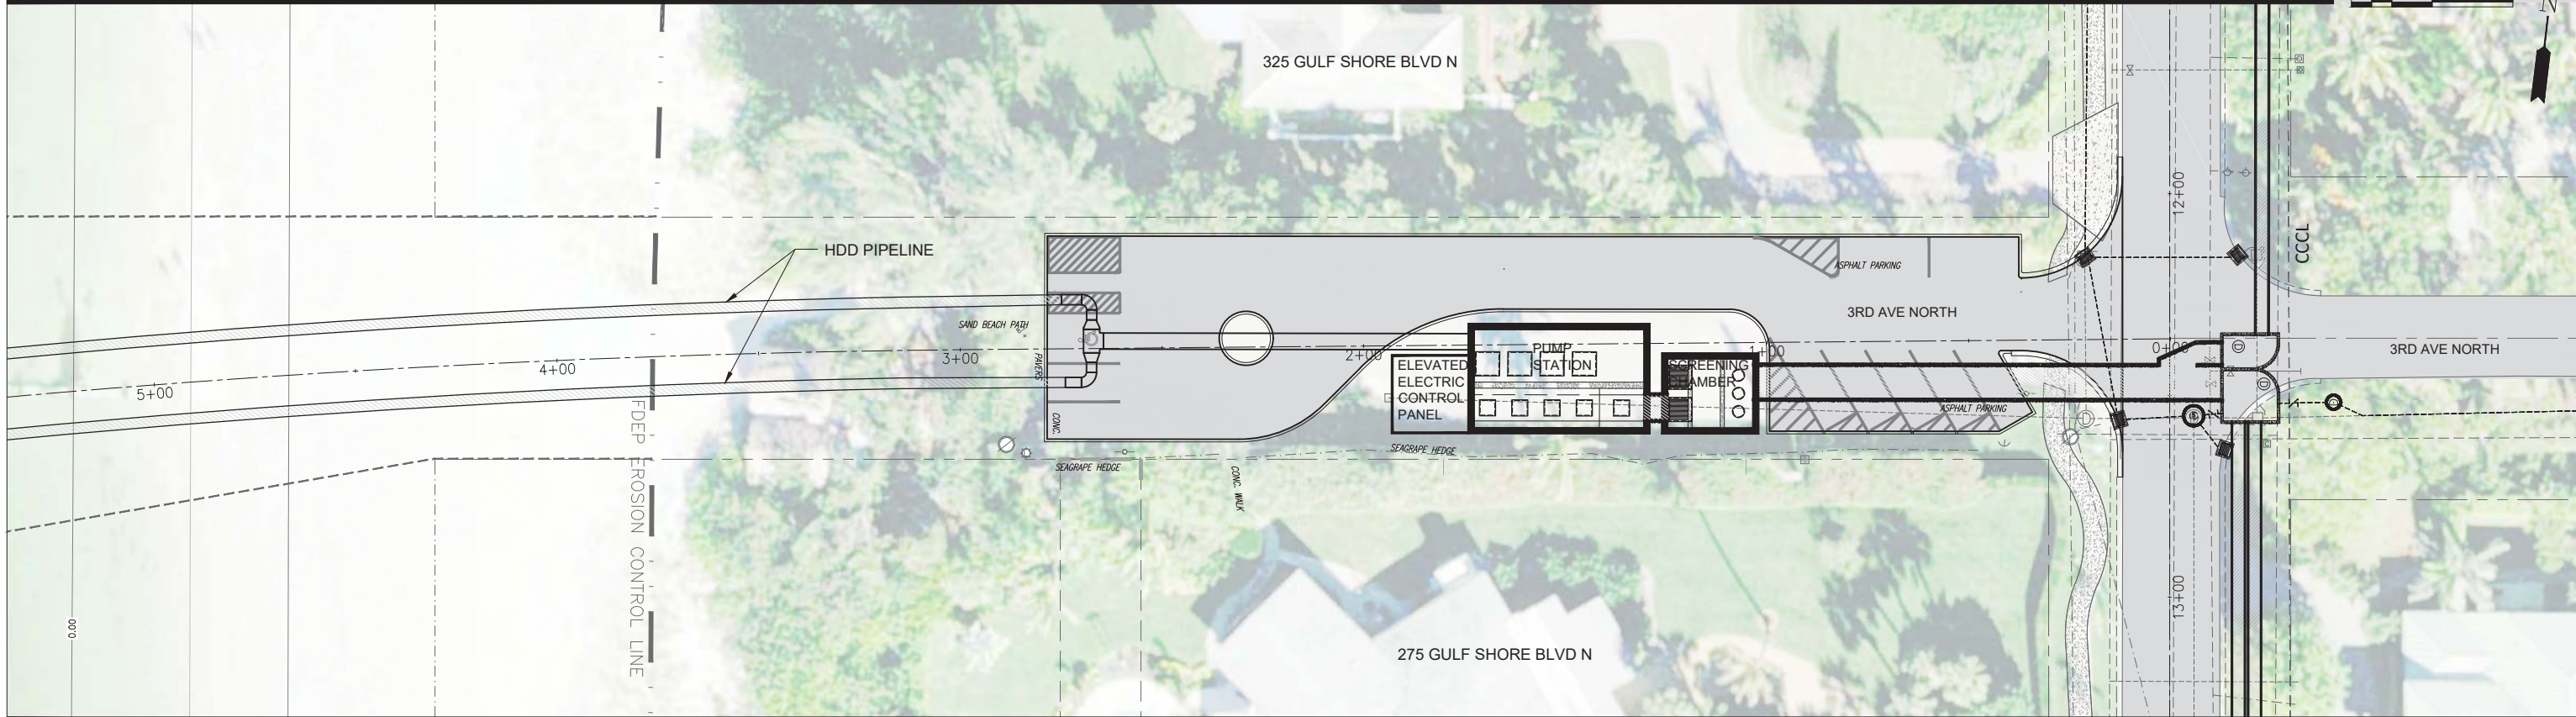 N
325 GULF SHORE BLVD N
12+00
CCCL
HDD PIPELINE
ASPHALT PARKING
3RD AVE NORTH
SAND BEACH PATH
PAVERS
3+00
2+00
1+00
0+00
3RD AVE NORTH
4+00
5+00
PUMP
STATION
ELEVATED
ELECTRIC
CONTROL
PANEL
SCREENING
CHAMBER
ASPHALT PARKING
CONC.
FDEP EROSION CONTROL LINE
SEAGRAPE HEDGE
SEAGRAPE HEDGE
CONC. WALK
13+00
0.00
275 GULF SHORE BLVD N